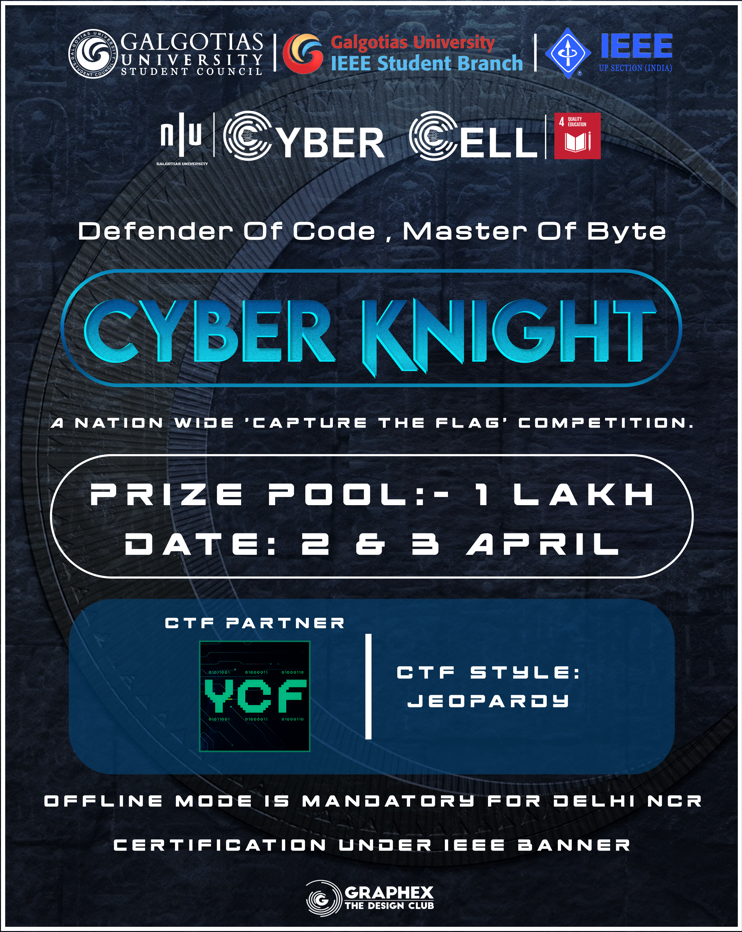 GALGOTIAS
UNIVERSITY
STUDENT COUNCIL
Galgotias University
IEEE Student Branch
IEEE
UP SECTION (INDIA)
®
n|u
GALGOTIAS UNIVERSITY
CYBER CELL
4 QUALITY
EDUCATION
Defender Of Code , Master Of Byte
CYBER KNIGHT
A NATION WIDE 'CAPTURE THE FLAG' COMPETITION.
PRIZE POOL:- 1 LAKH
DATE: 2 & 3 APRIL
CTF PARTNER
YCF
CTF STYLE:
JEOPARDY
OFFLINE MODE IS MANDATORY FOR DELHI NCR
CERTIFICATION UNDER IEEE BANNER
GRAPHEX
THE DESIGN CLUB